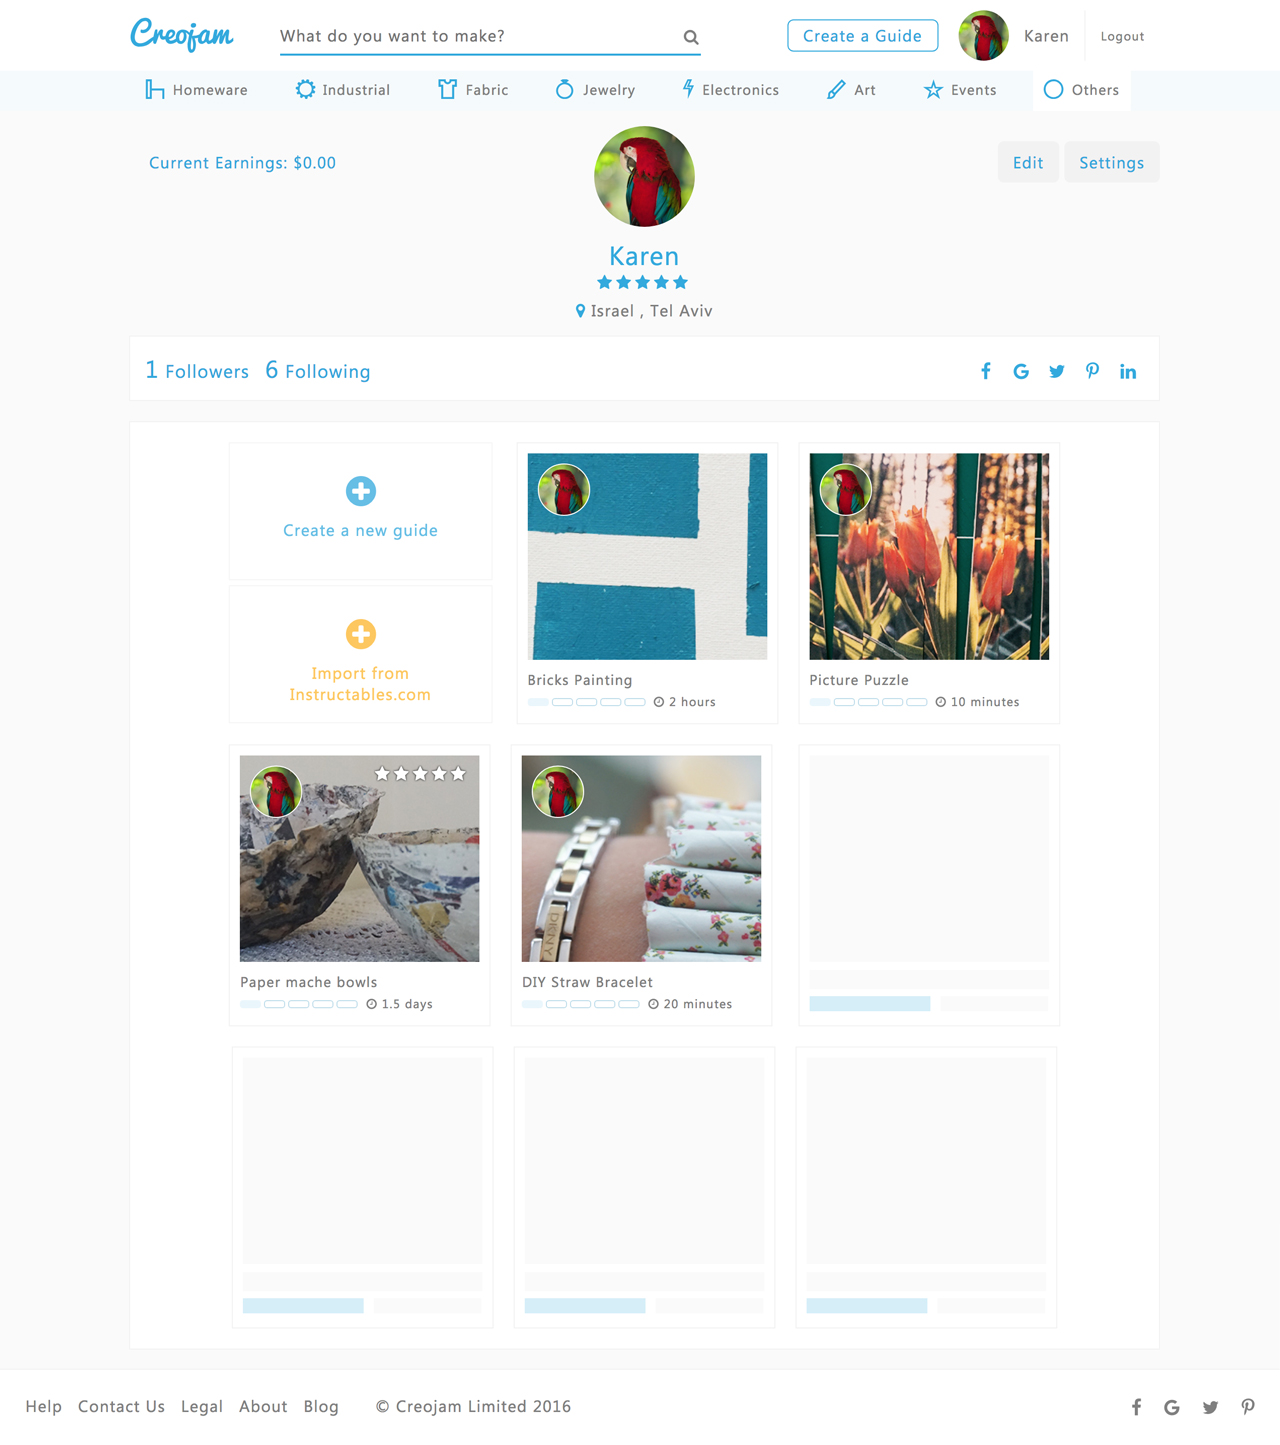 Creojam
What do you want to make?
Create a Guide
Karen
Logout
Homeware
Industrial
Fabric
Jewelry
Electronics
Art
Events
Others
Current Earnings: $0.00
Edit
Settings
Karen
Israel , Tel Aviv
1 Followers 6 Following
Create a new guide
Import from
Instructables.com
Bricks Painting
2 hours
Picture Puzzle
10 minutes
Paper mache bowls
1.5 days
DKNY
DIY Straw Bracelet
20 minutes
Help Contact Us Legal About Blog © Creojam Limited 2016